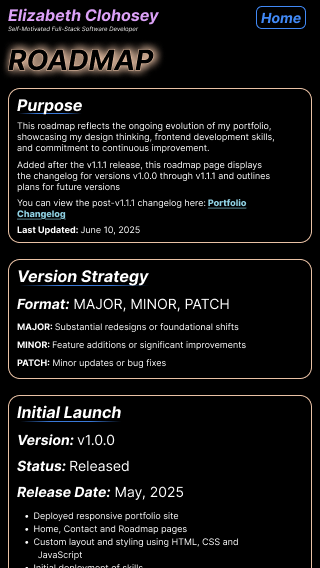 Elizabeth Clohosey
Self-Motivated Full-Stack Software Developer
Home
ROADMAP
Purpose
This roadmap reflects the ongoing evolution of my portfolio,
showcasing my design thinking, frontend development skills,
and commitment to continuous improvement.
Added after the v1.1.1 release, this roadmap page displays
the changelog for versions v1.0.0 through v1.1.1 and outlines
plans for future versions
You can view the post-v1.1.1 changelog here: Portfolio
Changelog
Last Updated: June 10, 2025
Version Strategy
Format: MAJOR, MINOR, PATCH
MAJOR: Substantial redesigns or foundational shifts
MINOR: Feature additions or significant improvements
PATCH: Minor updates or bug fixes
Initial Launch
Version: v1.0.0
Status: Released
Release Date: May, 2025
• Deployed responsive portfolio site
• Home, Contact and Roadmap pages
• Custom layout and styling using HTML, CSS and
JavaScript
• Initial deployment of skills